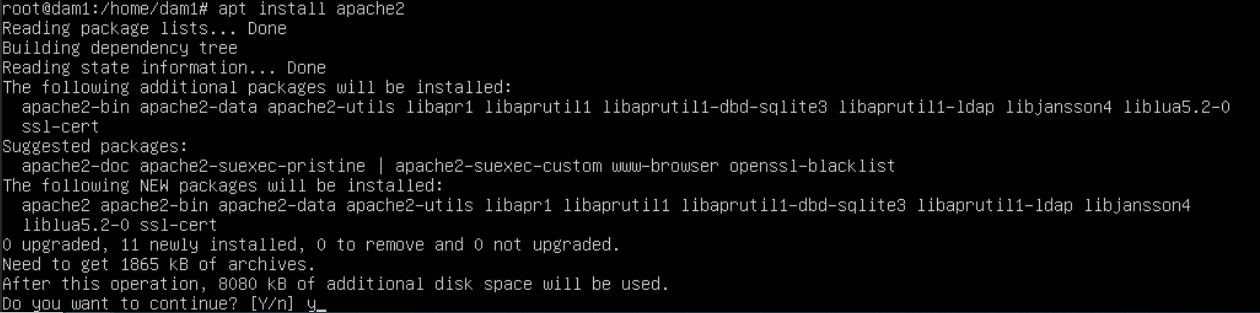 root@dam1:/home/dam1# apt install apache2
Reading package lists... Done
Building dependency tree
Reading state information... Done
The following additional packages will be installed:
  apache2-bin apache2-data apache2-utils libapr1 libaprutil1 libaprutil1-dbd-sqlite3 libaprutil1-ldap libjansson4 liblua5.2-0
  ssl-cert
Suggested packages:
  apache2-doc apache2-suexec-pristine | apache2-suexec-custom www-browser openssl-blacklist
The following NEW packages will be installed:
  apache2 apache2-bin apache2-data apache2-utils libapr1 libaprutil1 libaprutil1-dbd-sqlite3 libaprutil1-ldap libjansson4
  liblua5.2-0 ssl-cert
0 upgraded, 11 newly installed, 0 to remove and 0 not upgraded.
Need to get 1865 kB of archives.
After this operation, 8080 kB of additional disk space will be used.
Do you want to continue? [Y/n] y_